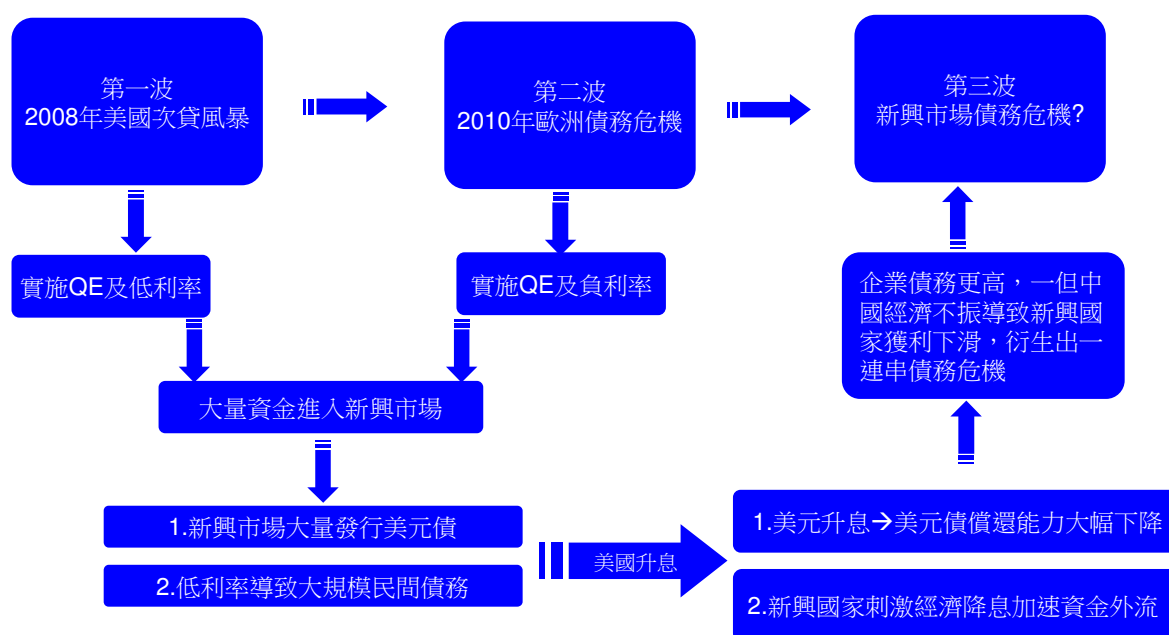 第一波
2008年美國次貸風暴
第二波
2010年歐洲債務危機
第三波
新興市場債務危機?
實施QE及低利率
實施QE及負利率
企業債務更高，一但中
國經濟不振導致新興國
家獲利下滑，衍生出一
連串債務危機
大量資金進入新興市場
1.新興市場大量發行美元債
2.低利率導致大規模民間債務
美國升息
1.美元升息→美元債償還能力大幅下降
2.新興國家刺激經濟降息加速資金外流